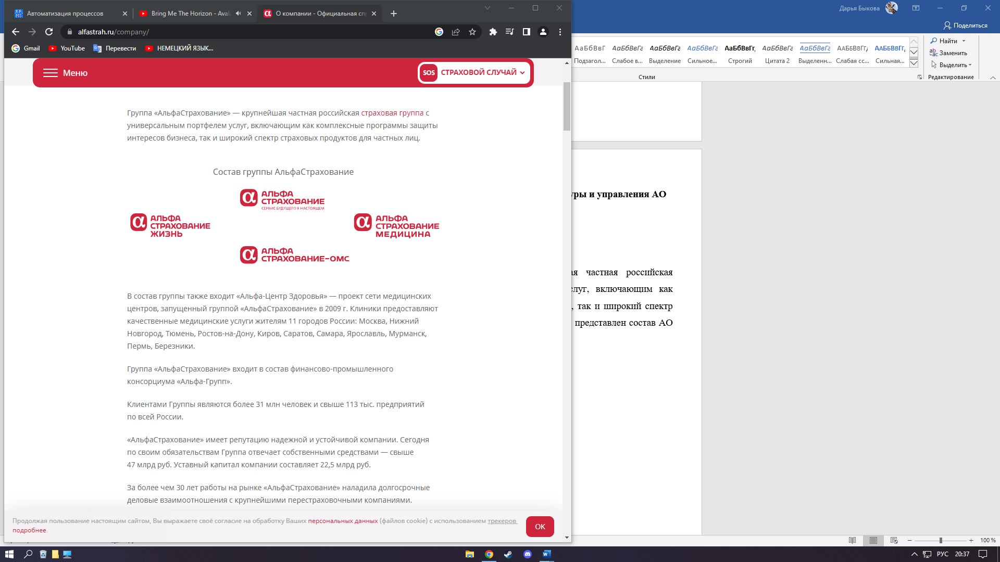 Автоматизация процессов
Bring Me The Horizon - Aval
О компании - Официальная стр
alfastrah.ru/company/
Gmail
YouTube
Перевести
НЕМЕЦКИЙ ЯЗЫК...
Меню
SOS СТРАХОВОЙ СЛУЧАЙ
Группа «АльфаСтрахование» — крупнейшая частная российская страховая группа с
универсальным портфелем услуг, включающим как комплексные программы защиты
интересов бизнеса, так и широкий спектр страховых продуктов для частных лиц.
Состав группы АльфаСтрахование
АЛЬФА
СТРАХОВАНИЕ
СЕРВИС БУДУЩЕГО В НАСТОЯЩЕМ
АЛЬФА
СТРАХОВАНИЕ
ЖИЗНЬ
АЛЬФА
СТРАХОВАНИЕ
МЕДИЦИНА
АЛЬФА
СТРАХОВАНИЕ-ОМС
В состав группы также входит «Альфа-Центр Здоровья» — проект сети медицинских
центров, запущенный группой «АльфаСтрахование» в 2009 г. Клиники предоставляют
качественные медицинские услуги жителям 11 городов России: Москва, Нижний
Новгород, Тюмень, Ростов-на-Дону, Киров, Саратов, Самара, Ярославль, Мурманск,
Пермь, Березники.
Группа «АльфаСтрахование» входит в состав финансово-промышленного
консорциума «Альфа-Групп».
Клиентами Группы являются более 31 млн человек и свыше 113 тыс. предприятий
по всей России.
«АльфаСтрахование» имеет репутацию надежной и устойчивой компании. Сегодня
по своим обязательствам Группа отвечает собственными средствами — свыше
47 млрд руб. Уставный капитал компании составляет 22,5 млрд руб.
За более чем 30 лет работы на рынке «АльфаСтрахование» наладила долгосрочные
деловые взаимоотношения с крупнейшими перестраховочными компаниями.
Продолжая пользование настоящим сайтом, Вы выражаете своё согласие на обработку Ваших персональных данных (файлов cookie) с использованием трекеров
подробнее.
OK
Дарья Быкова
Поделиться
АаБбВвГ АаБбВвГг АаБбВвГг АаБбВвГг АаБбВвГг, АаБбВвГг АаБбВвГг ААББВВГГД ААББВВГГД
Подзагол... Слабое в... Выделение Сильное... Строгий Цитата 2 Выделенн... Слабая сс... Сильная...
Стили
Найти
Заменить
Выделить
Редактирование
уры и управления АО
ая частная российская
слуг, включающим как
, так и широкий спектр
представлен состав АО
100 %
РУС
20:37